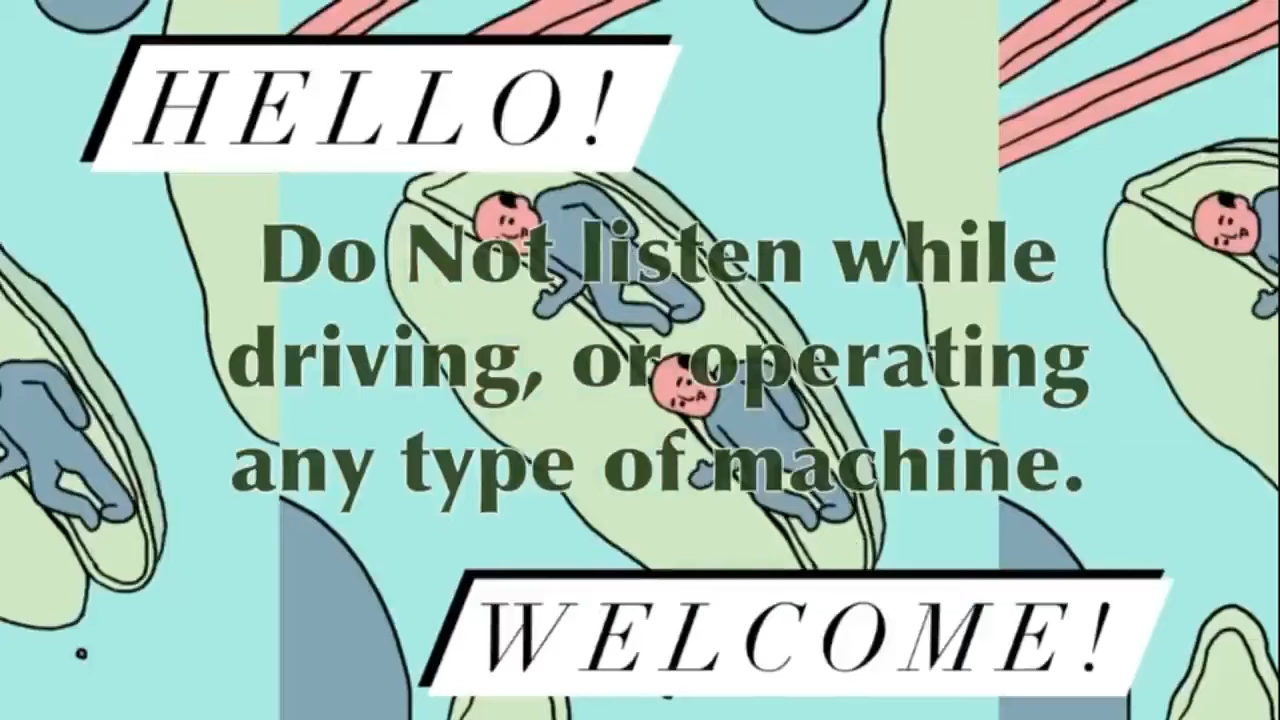 HELLO!
Do Not listen while
driving, or operating
any type of machine.
WELCOME!